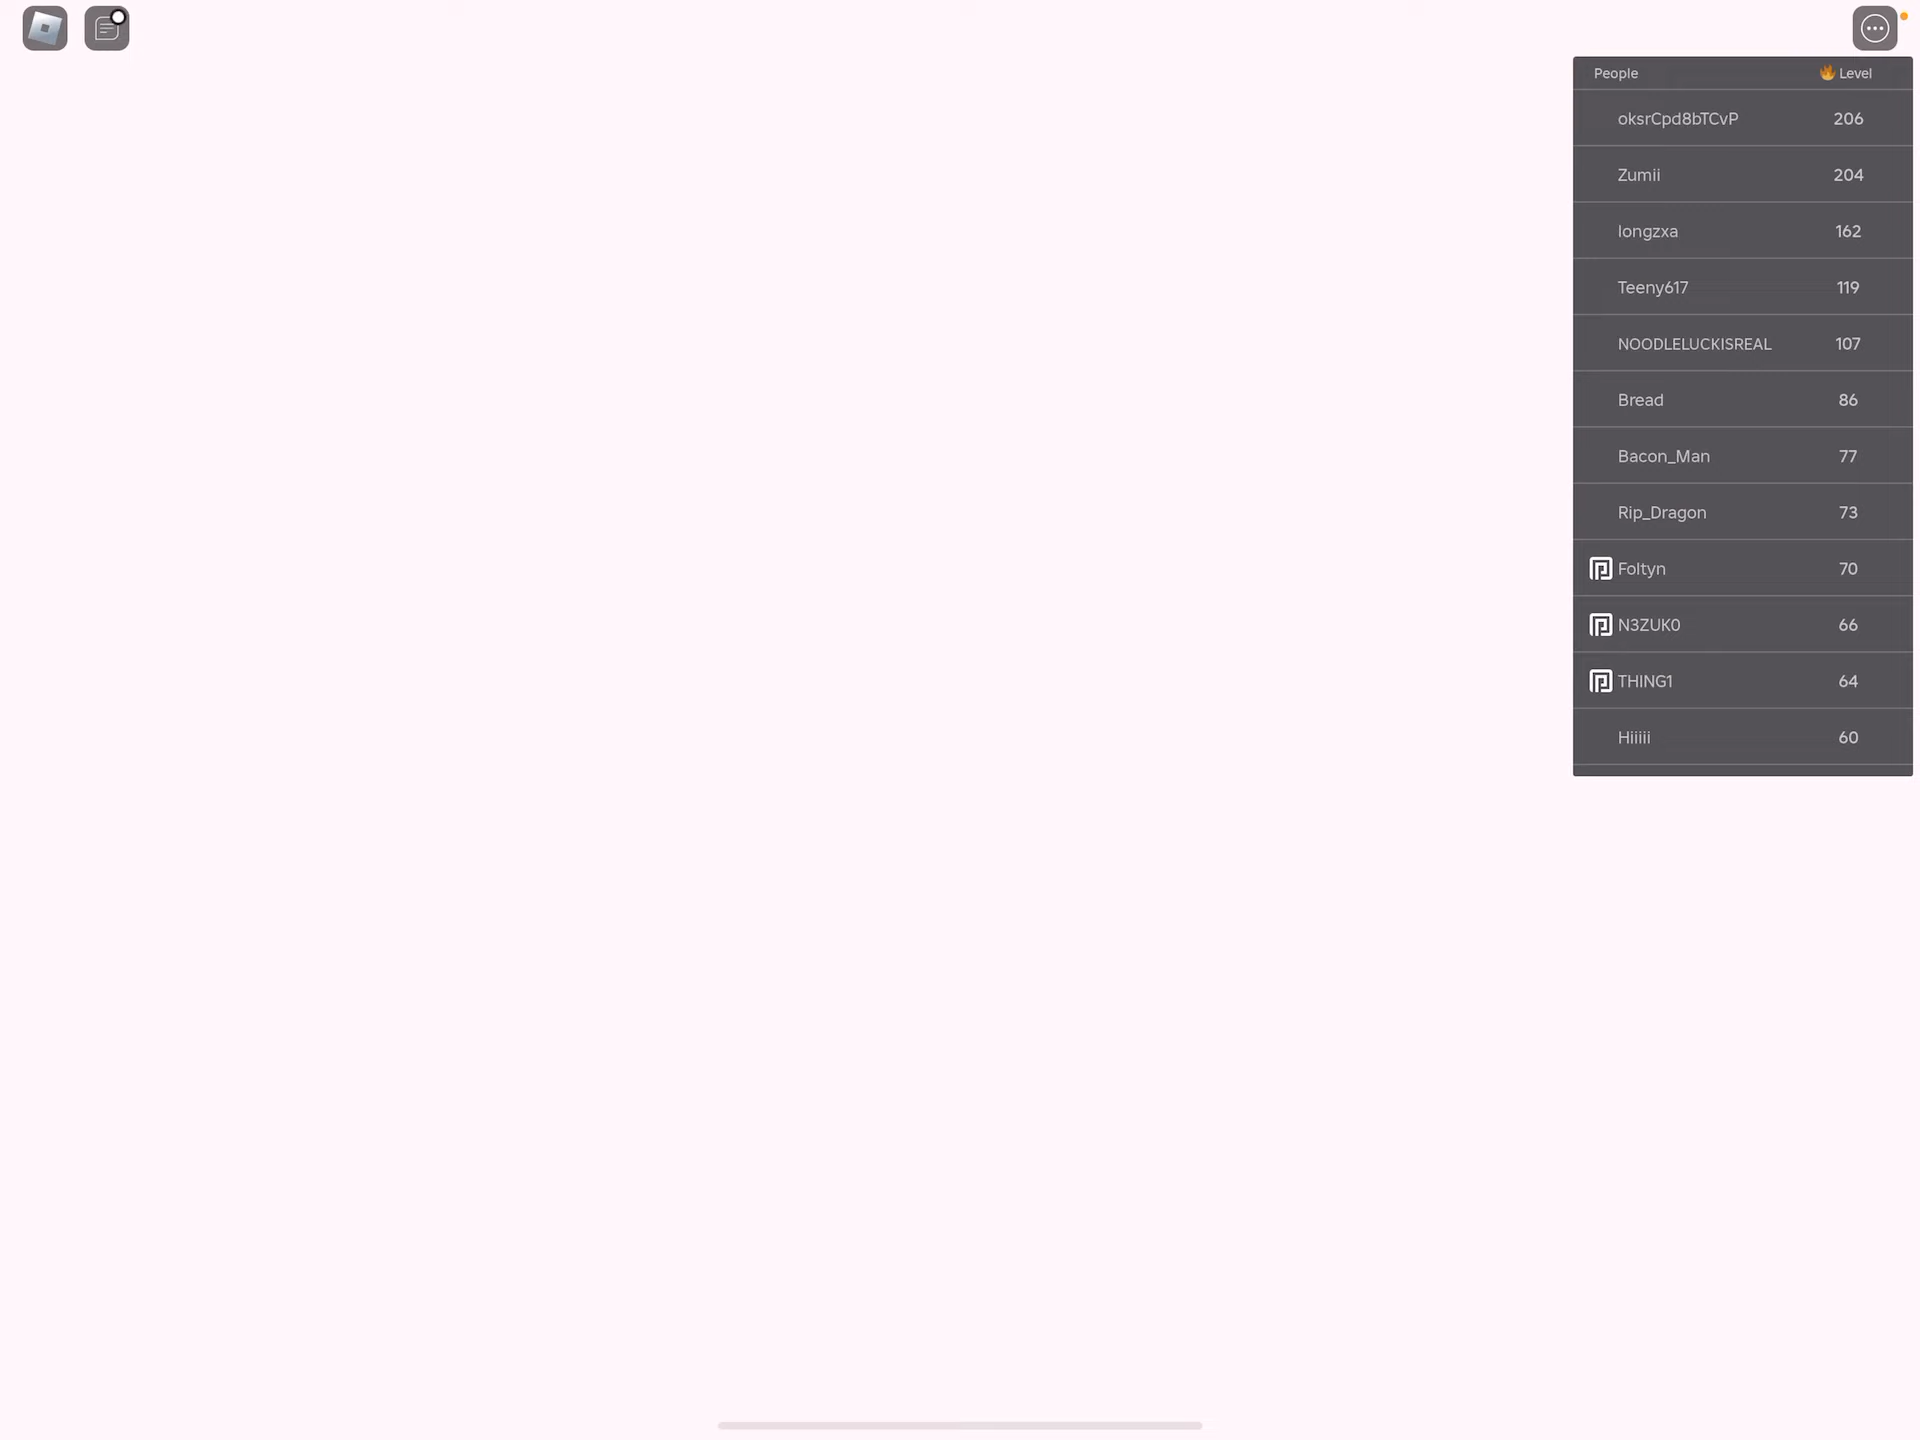 People 🔥 Level
oksrCpd8bTCvP 206
Zumii 204
longzxa 162
Teeny617 119
NOODLELUCKISREAL 107
Bread 86
Bacon_Man 77
Rip_Dragon 73
Foltyn 70
N3ZUK0 66
THING1 64
Hiiiii 60